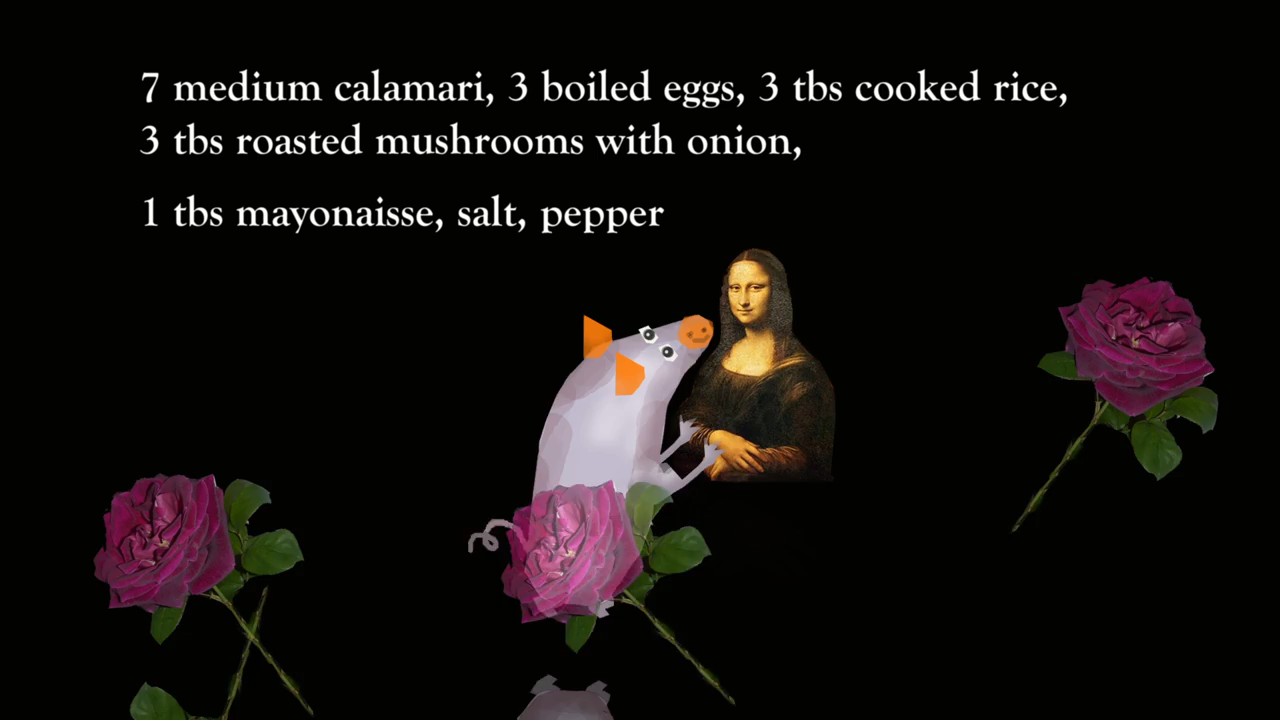 7 medium calamari, 3 boiled eggs, 3 tbs cooked rice,
3 tbs roasted mushrooms with onion,
1 tbs mayonaisse, salt, pepper